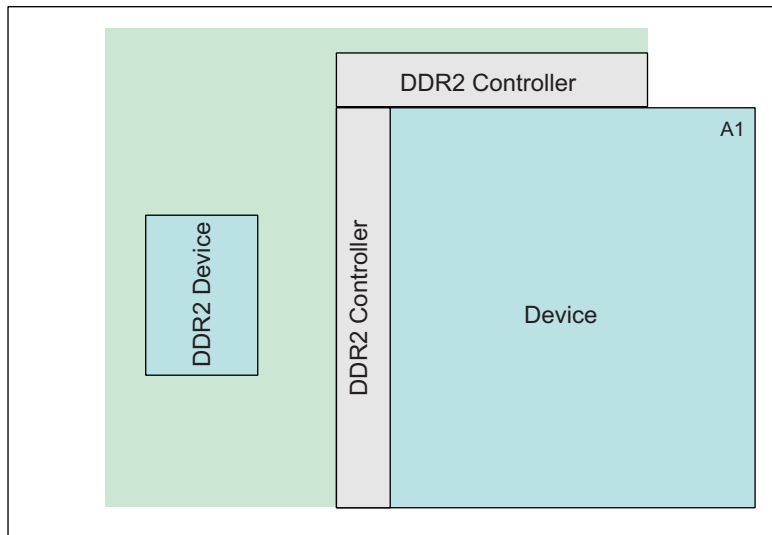 DDR2 Controller
A1
DDR2 Device
DDR2 Controller
Device